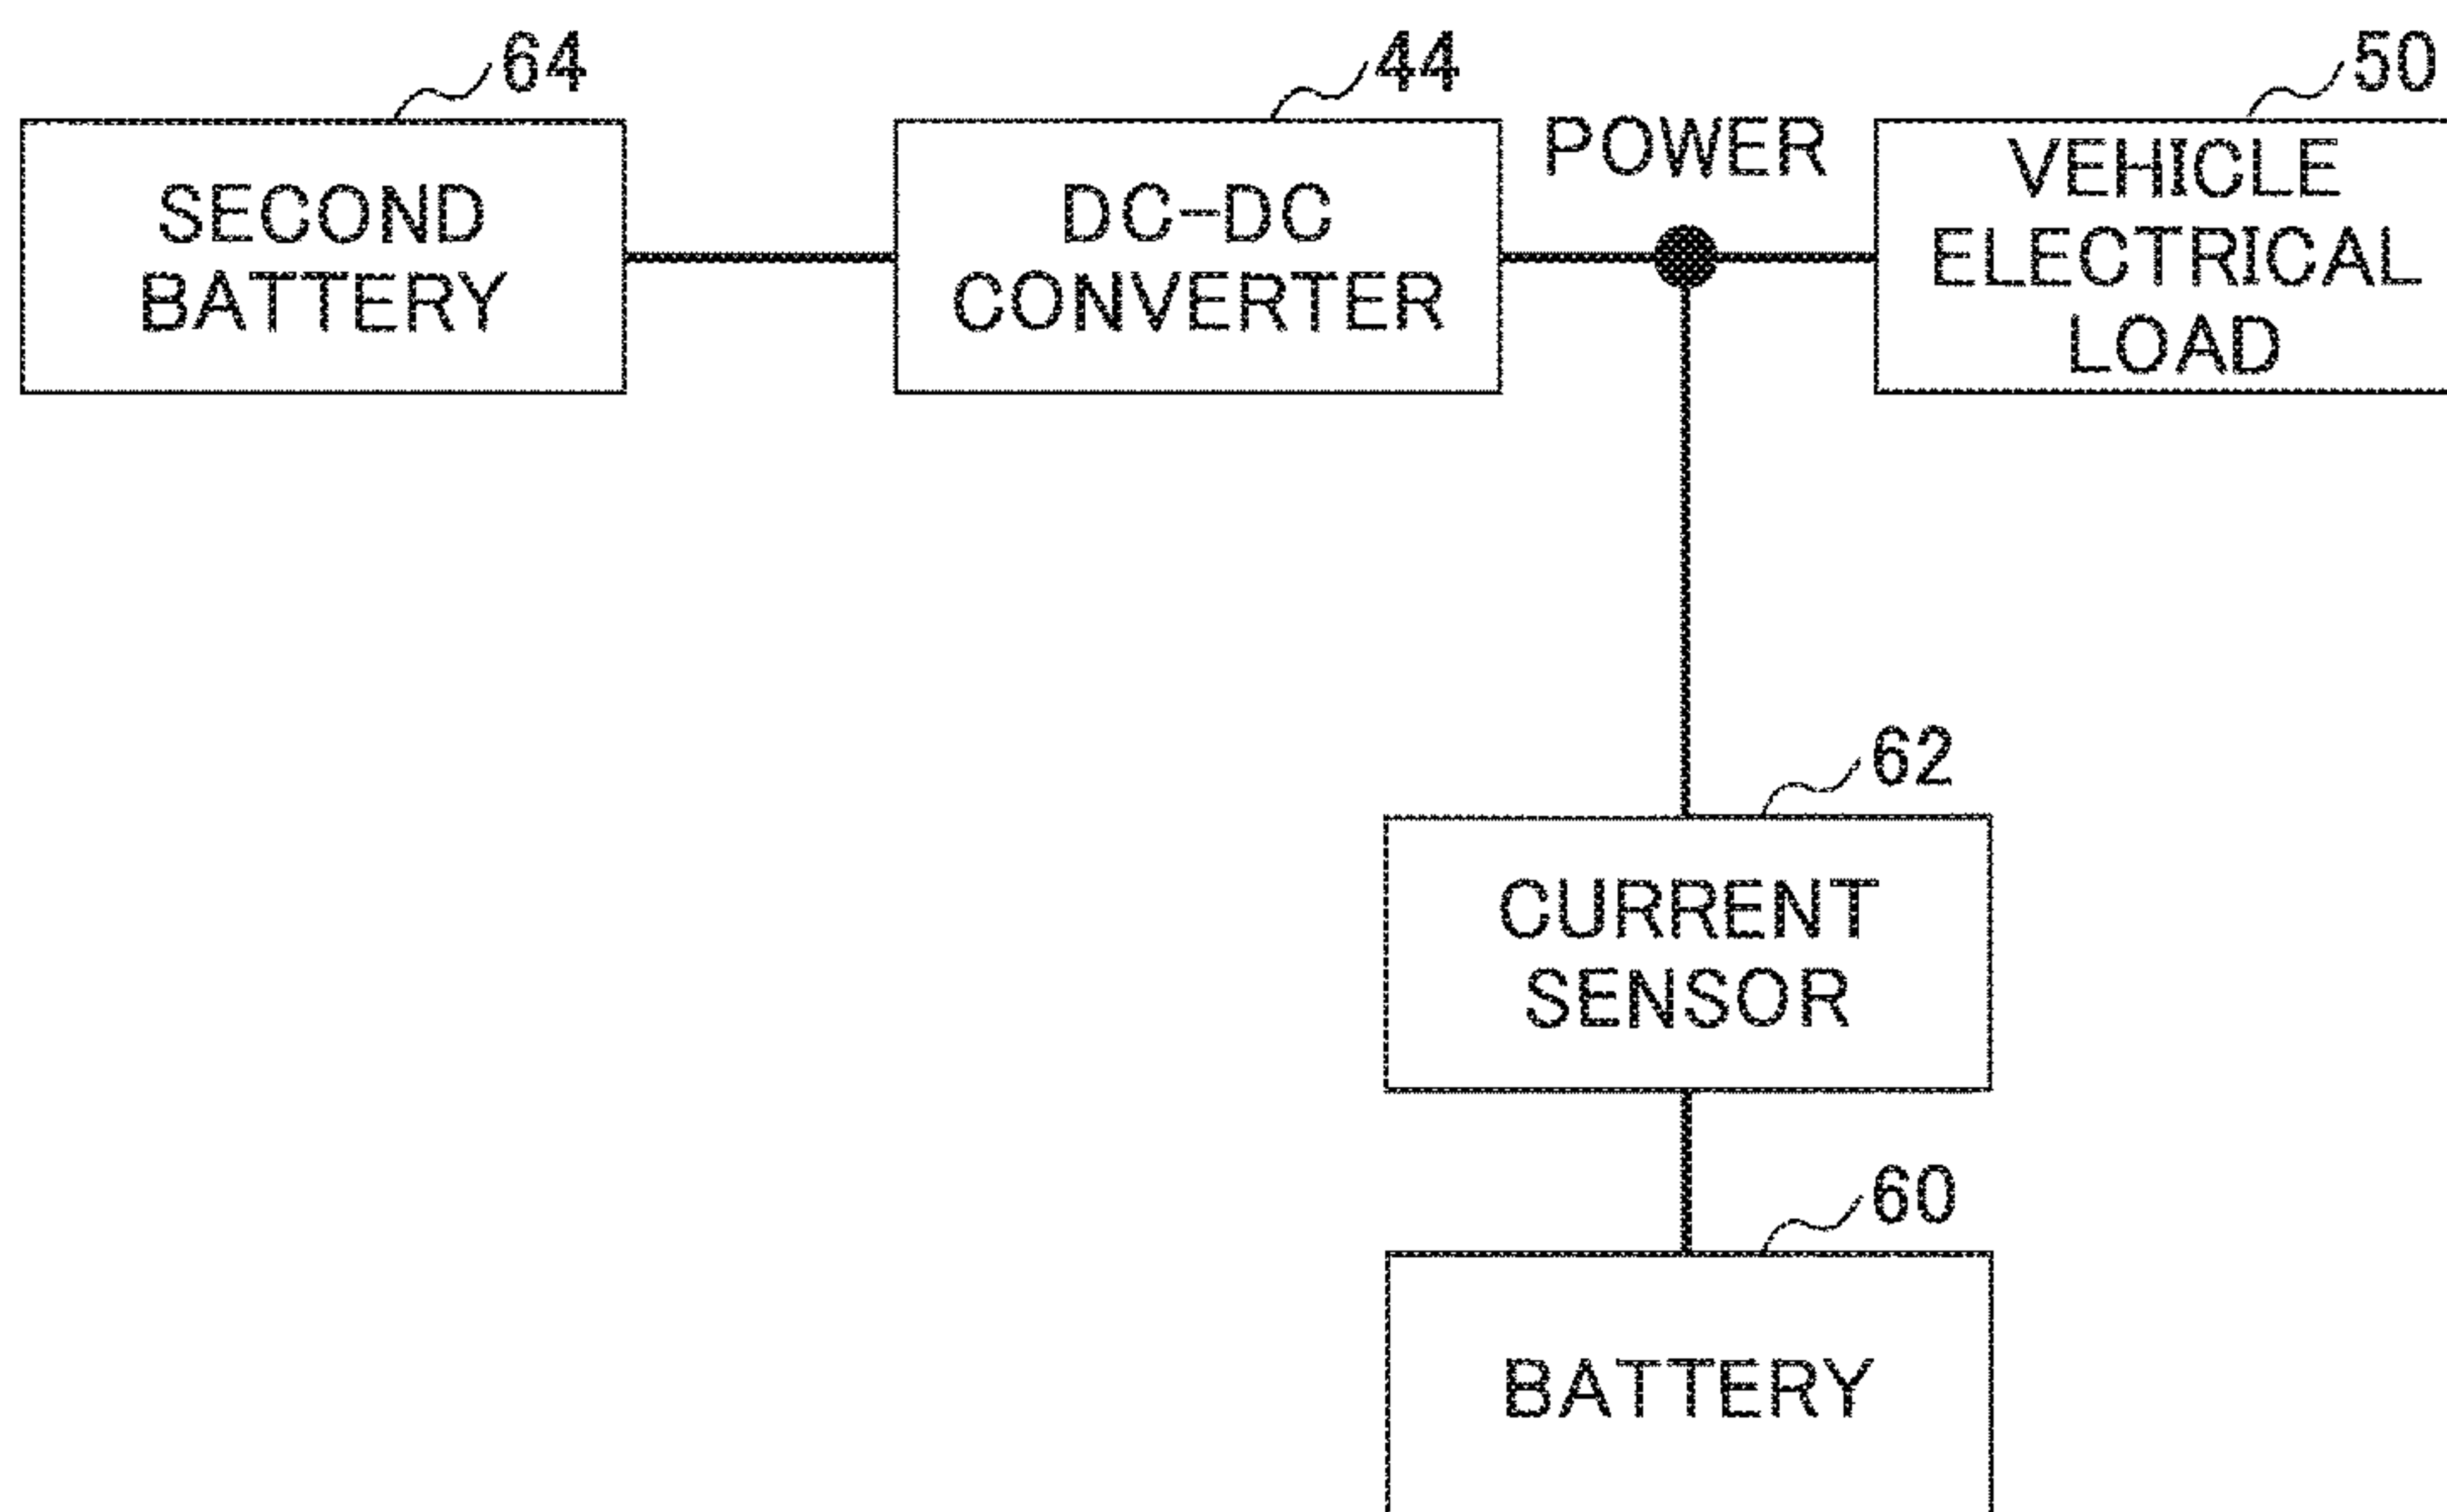 64
44
50
SECOND
BATTERY
DC-DC
CONVERTER
POWER
VEHICLE
ELECTRICAL
LOAD
62
CURRENT
SENSOR
60
BATTERY